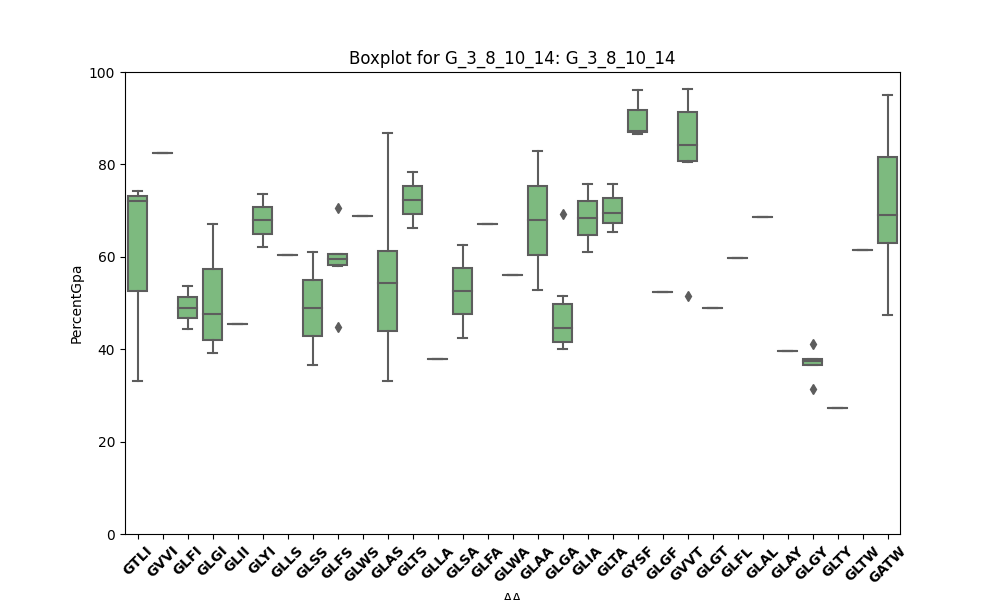 Boxplot for G_3_8_10_14: G_3_8_10_14
100
80
60
40
20
0
PercentGpa
GTLI
GVVI
GLFI
GLGI
GLII
GLYI
GLLS
GLSS
GLFS
GLWS
GLAS
GLTS
GLLA
GLSA
GLFA
GLWA
GLAA
GLGA
GLIA
GLTA
GYSF
GLGF
GVVT
GLGT
GLFL
GLAL
GLAY
GLGY
GLTY
GLTW
GATW
AA